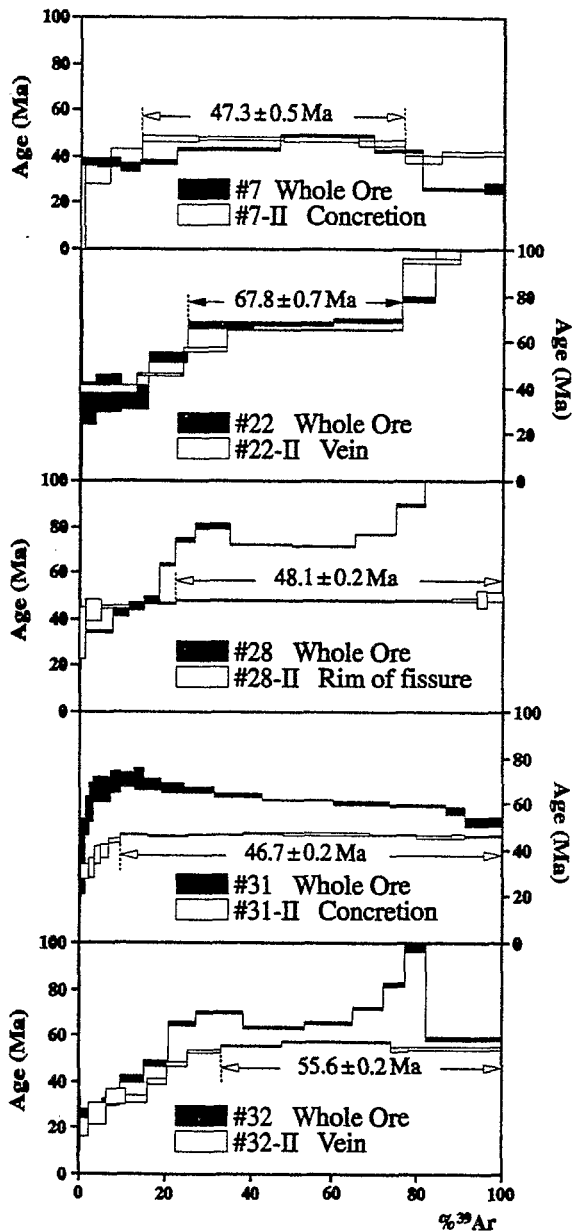 100
80
60
40
20
0
Age (Ma)
47.3±0.5 Ma
#7 Whole Ore
#7-II Concretion
100
80
60
40
20
0
Age (Ma)
67.8±0.7 Ma
#22 Whole Ore
#22-II Vein
100
80
60
40
20
0
Age (Ma)
48.1±0.2 Ma
#28 Whole Ore
#28-II Rim of fissure
100
80
60
40
20
0
Age (Ma)
46.7±0.2 Ma
#31 Whole Ore
#31-II Concretion
100
80
60
40
20
0
Age (Ma)
55.6±0.2 Ma
#32 Whole Ore
#32-II Vein
0 20 40 60 80 100
%³⁹Ar